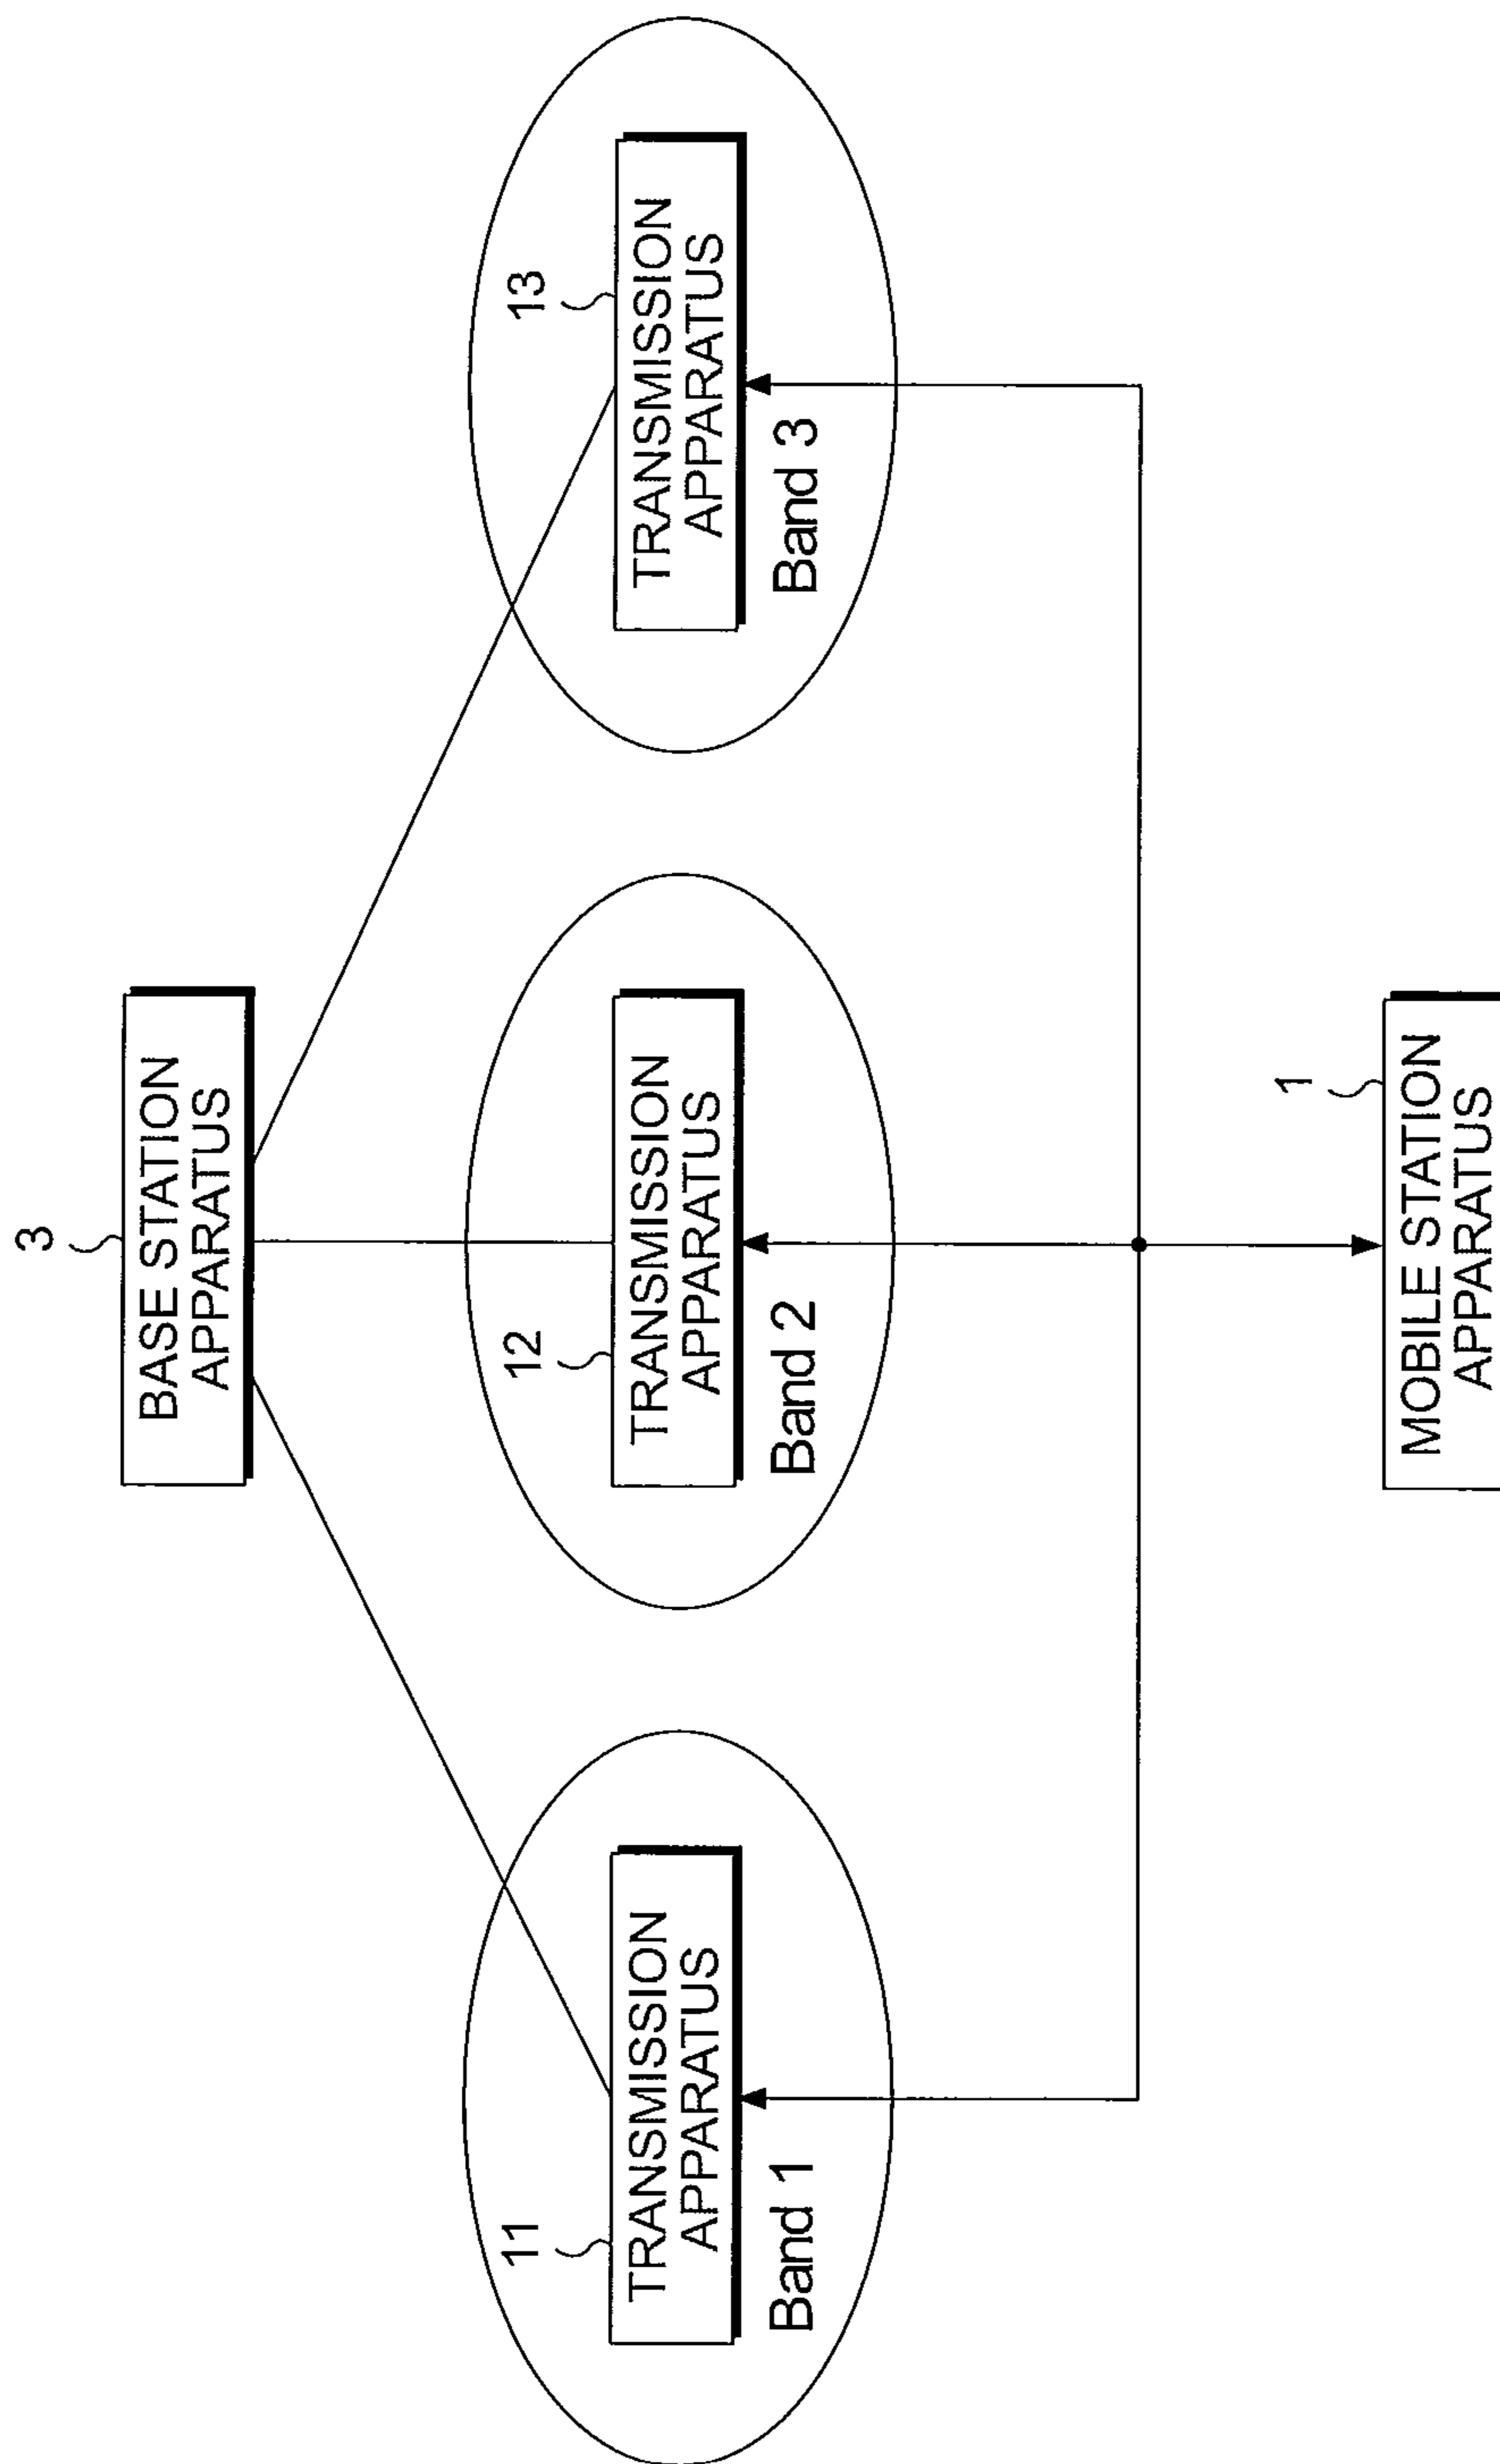 3
BASE STATION
APPARATUS
11
TRANSMISSION
APPARATUS
Band 1
12
TRANSMISSION
APPARATUS
Band 2
13
TRANSMISSION
APPARATUS
Band 3
1
MOBILE STATION
APPARATUS